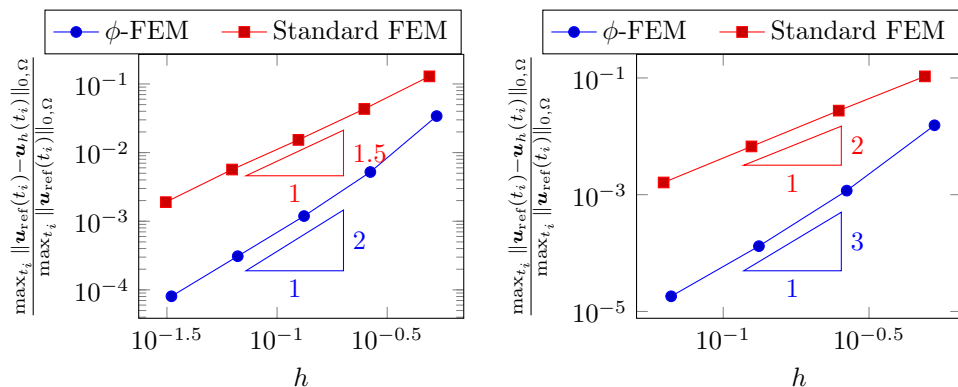 ϕ-FEM Standard FEM
max_{t_i} ‖u_ref(t_i)−u_h(t_i)‖_{0,Ω}
max_{t_i} ‖u_ref(t_i)‖_{0,Ω}
10^{−1}
10^{−2}
10^{−3}
10^{−4}
1.5
1
2
1
10^{−1.5} 10^{−1} 10^{−0.5}
h
ϕ-FEM Standard FEM
max_{t_i} ‖u_ref(t_i)−u_h(t_i)‖_{0,Ω}
max_{t_i} ‖u_ref(t_i)‖_{0,Ω}
10^{−1}
10^{−3}
10^{−5}
2
1
3
1
10^{−1} 10^{−0.5}
h